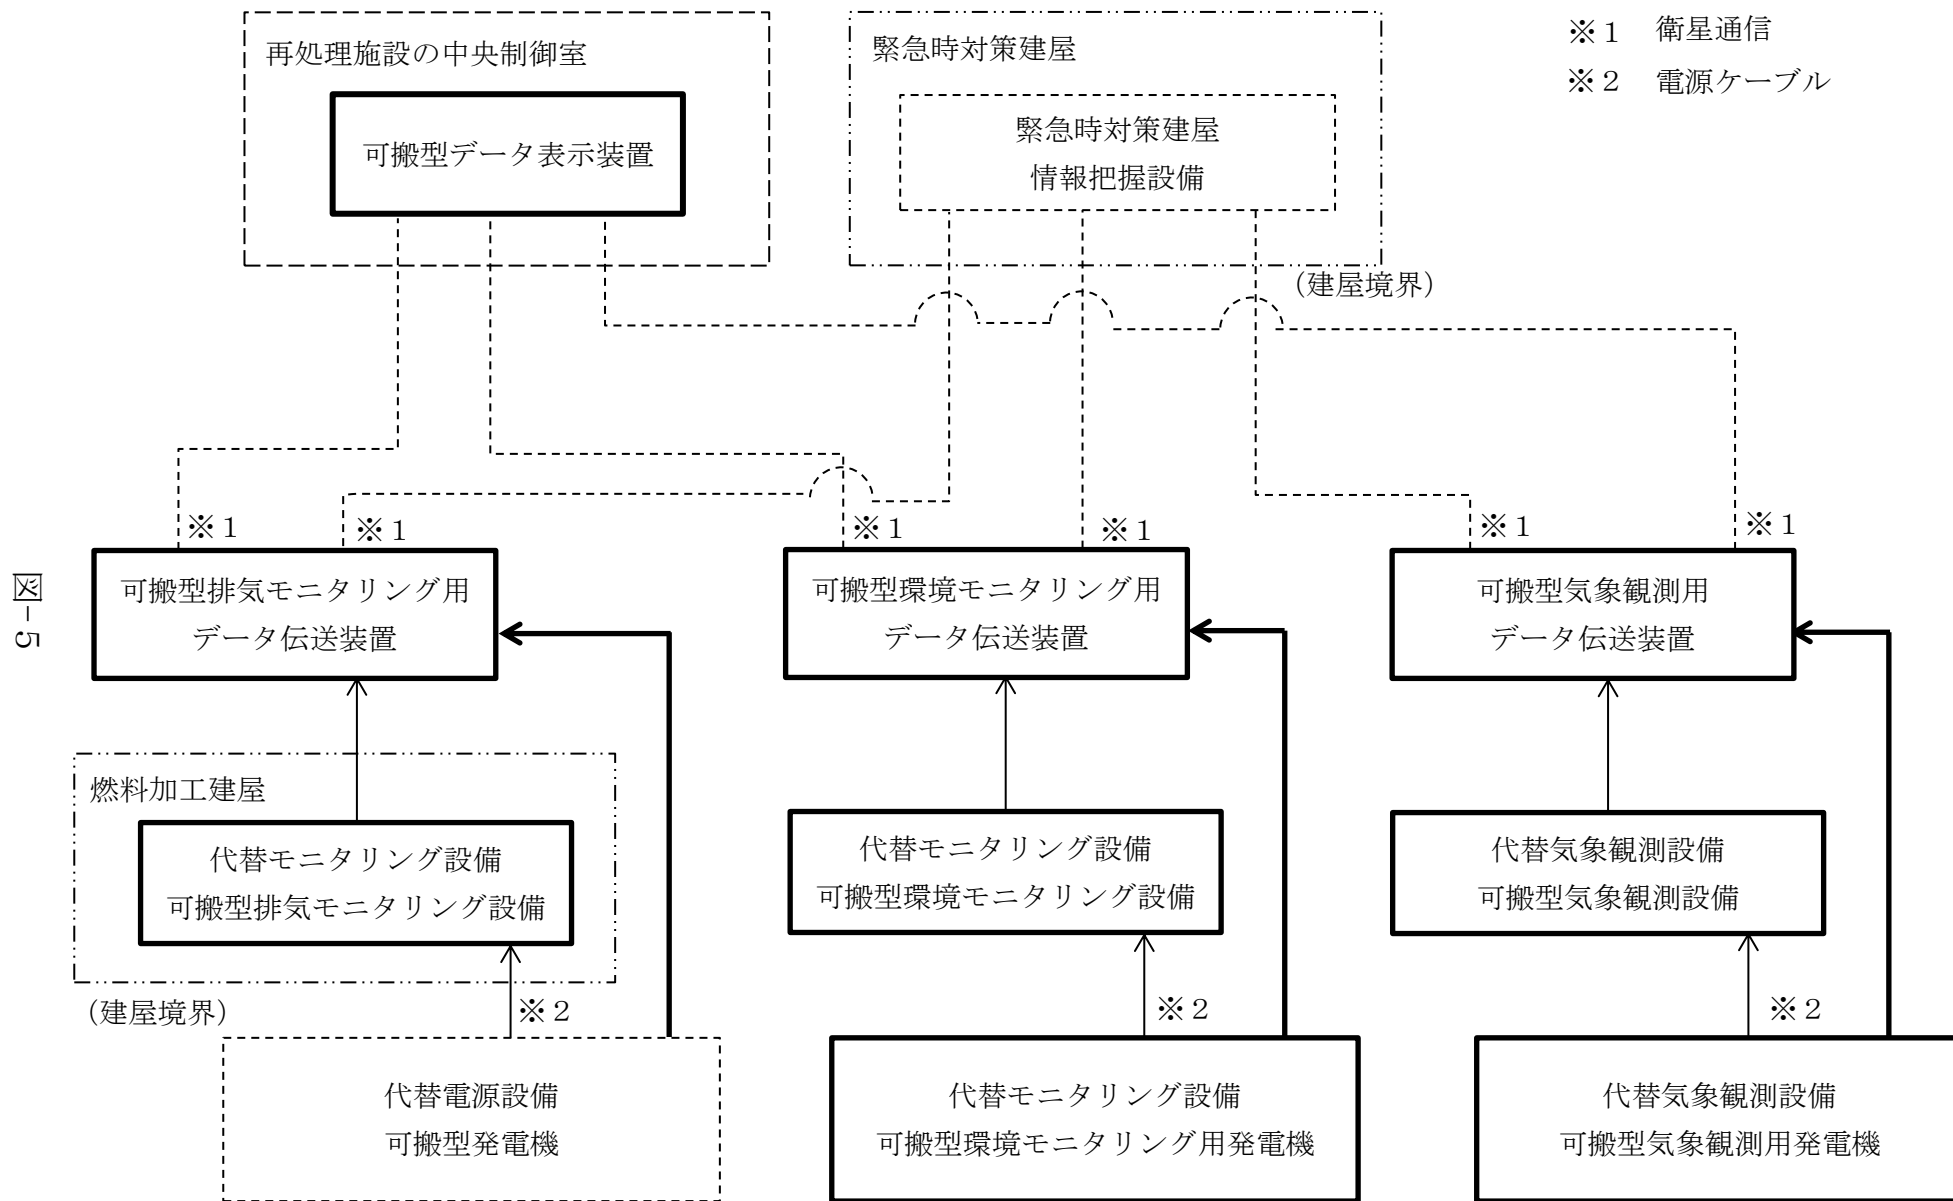 ※１　衛星通信
※２　電源ケーブル
再処理施設の中央制御室
可搬型データ表示装置
緊急時対策建屋
緊急時対策建屋
情報把握設備
（建屋境界）
※１
※１
※１
※１
※１
※１
可搬型排気モニタリング用
データ伝送装置
可搬型環境モニタリング用
データ伝送装置
可搬型気象観測用
データ伝送装置
図-5
燃料加工建屋
代替モニタリング設備
可搬型排気モニタリング設備
代替モニタリング設備
可搬型環境モニタリング設備
代替気象観測設備
可搬型気象観測設備
（建屋境界）
※２
※２
※２
代替電源設備
可搬型発電機
代替モニタリング設備
可搬型環境モニタリング用発電機
代替気象観測設備
可搬型気象観測用発電機